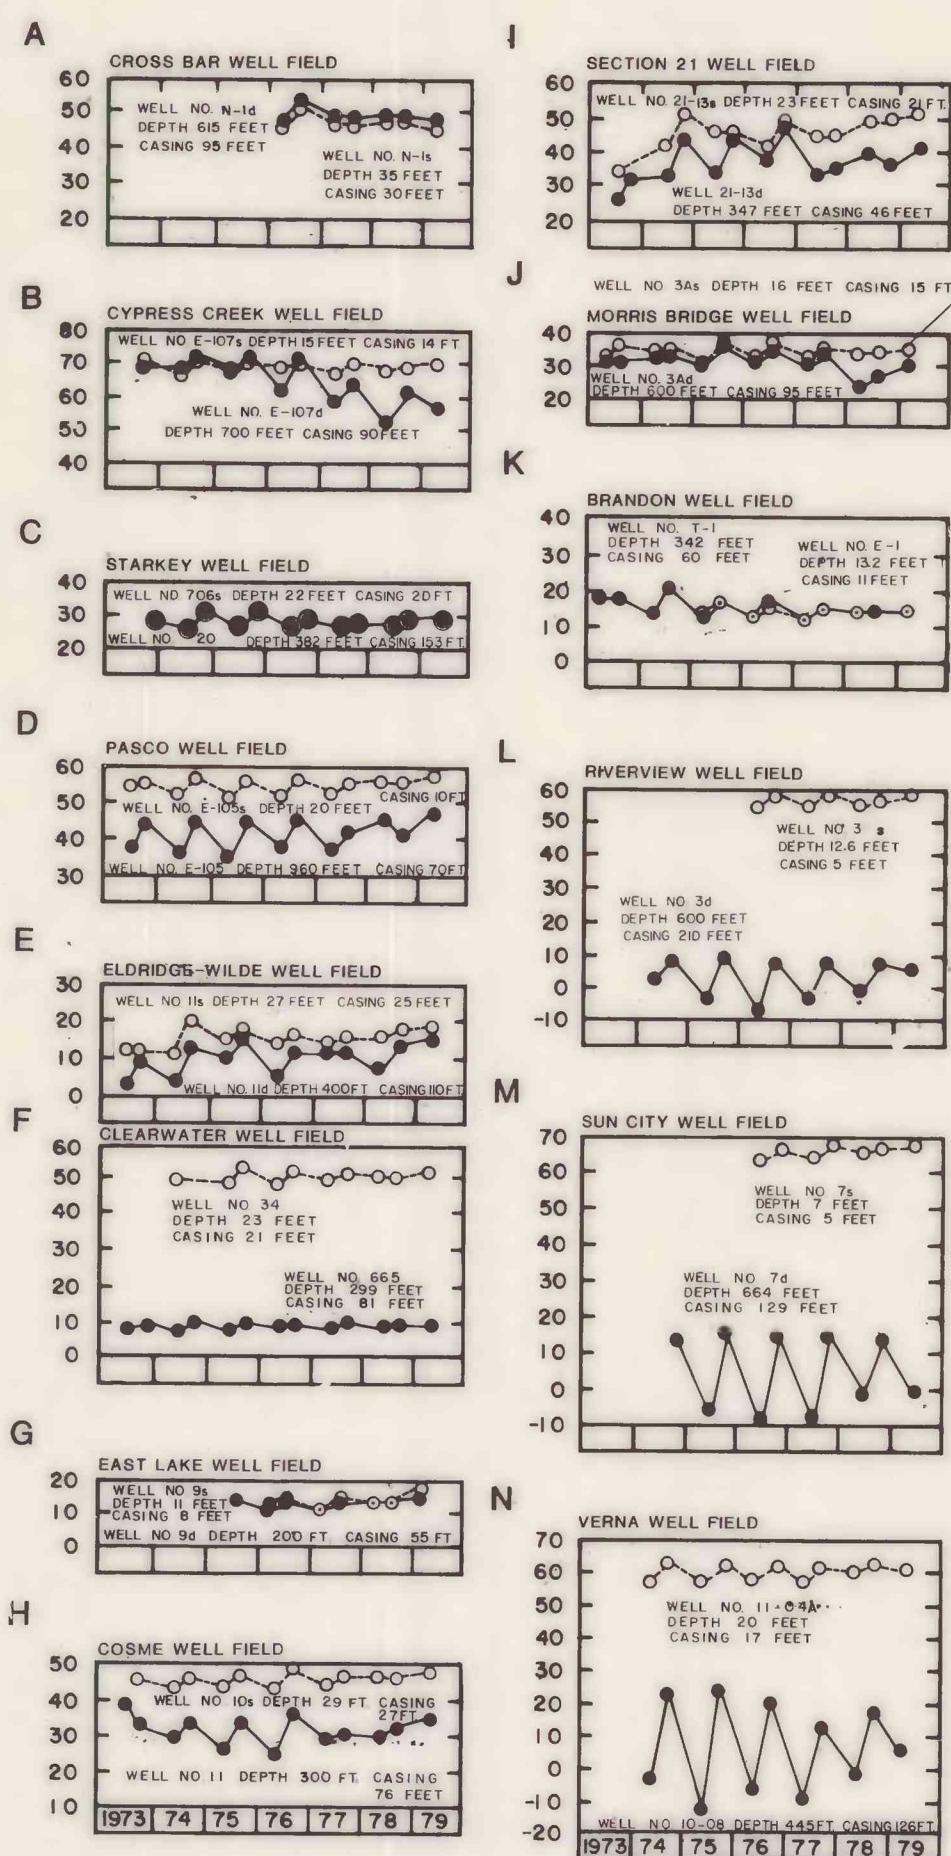 A
CROSS BAR WELL FIELD
60
50
40
30
20
WELL NO. N-1d
DEPTH 615 FEET
CASING 95 FEET
WELL NO. N-1s
DEPTH 35 FEET
CASING 30 FEET
B
CYPRESS CREEK WELL FIELD
80
70
60
50
40
WELL NO E-107s DEPTH 15 FEET CASING 14 FT
WELL NO. E-107d
DEPTH 700 FEET CASING 90 FEET
C
STARKEY WELL FIELD
40
30
20
WELL NO 706s DEPTH 22 FEET CASING 20 FT
WELL NO 20 DEPTH 382 FEET CASING 153 FT.
D
PASCO WELL FIELD
60
50
40
30
CASING 10 FT
WELL NO. E-105s DEPTH 20 FEET
WELL NO. E-105 DEPTH 960 FEET CASING 70 FT
E
ELDRIDGE-WILDE WELL FIELD
30
20
10
0
WELL NO 11s DEPTH 27 FEET CASING 25 FEET
WELL NO. 11d DEPTH 400 FT CASING 110 FT.
F
CLEARWATER WELL FIELD
60
50
40
30
20
10
0
WELL NO 34
DEPTH 23 FEET
CASING 21 FEET
WELL NO 665
DEPTH 299 FEET
CASING 81 FEET
G
EAST LAKE WELL FIELD
20
10
0
WELL NO 9s
DEPTH 11 FEET
CASING 8 FEET
WELL NO 9d DEPTH 200 FT CASING 55 FT
H
COSME WELL FIELD
50
40
30
20
10
WELL NO 10s DEPTH 29 FT CASING
27 FT.
WELL NO. 11 DEPTH 300 FT CASING
76 FEET
1973 74 75 76 77 78 79
I
SECTION 21 WELL FIELD
60
50
40
30
20
WELL NO. 21-13s DEPTH 23 FEET CASING 21 FT.
WELL 21-13d
DEPTH 347 FEET CASING 46 FEET
J
WELL NO 3As DEPTH 16 FEET CASING 15 FT
MORRIS BRIDGE WELL FIELD
40
30
20
WELL NO. 3Ad
DEPTH 600 FEET CASING 95 FEET
K
BRANDON WELL FIELD
40
30
20
10
0
WELL NO. T-1
DEPTH 342 FEET
CASING 60 FEET
WELL NO. E-1
DEPTH 13.2 FEET
CASING 11 FEET
L
RIVERVIEW WELL FIELD
60
50
40
30
20
10
0
-10
WELL NO 3 s
DEPTH 12.6 FEET
CASING 5 FEET
WELL NO 3d
DEPTH 600 FEET
CASING 210 FEET
M
SUN CITY WELL FIELD
70
60
50
40
30
20
10
0
-10
WELL NO 7s
DEPTH 7 FEET
CASING 5 FEET
WELL NO 7d
DEPTH 664 FEET
CASING 129 FEET
N
VERNA WELL FIELD
70
60
50
40
30
20
10
0
-10
-20
WELL NO. 11-04A
DEPTH 20 FEET
CASING 17 FEET
WELL NO 10-08 DEPTH 445 FT. CASING 126 FT.
1973 74 75 76 77 78 79